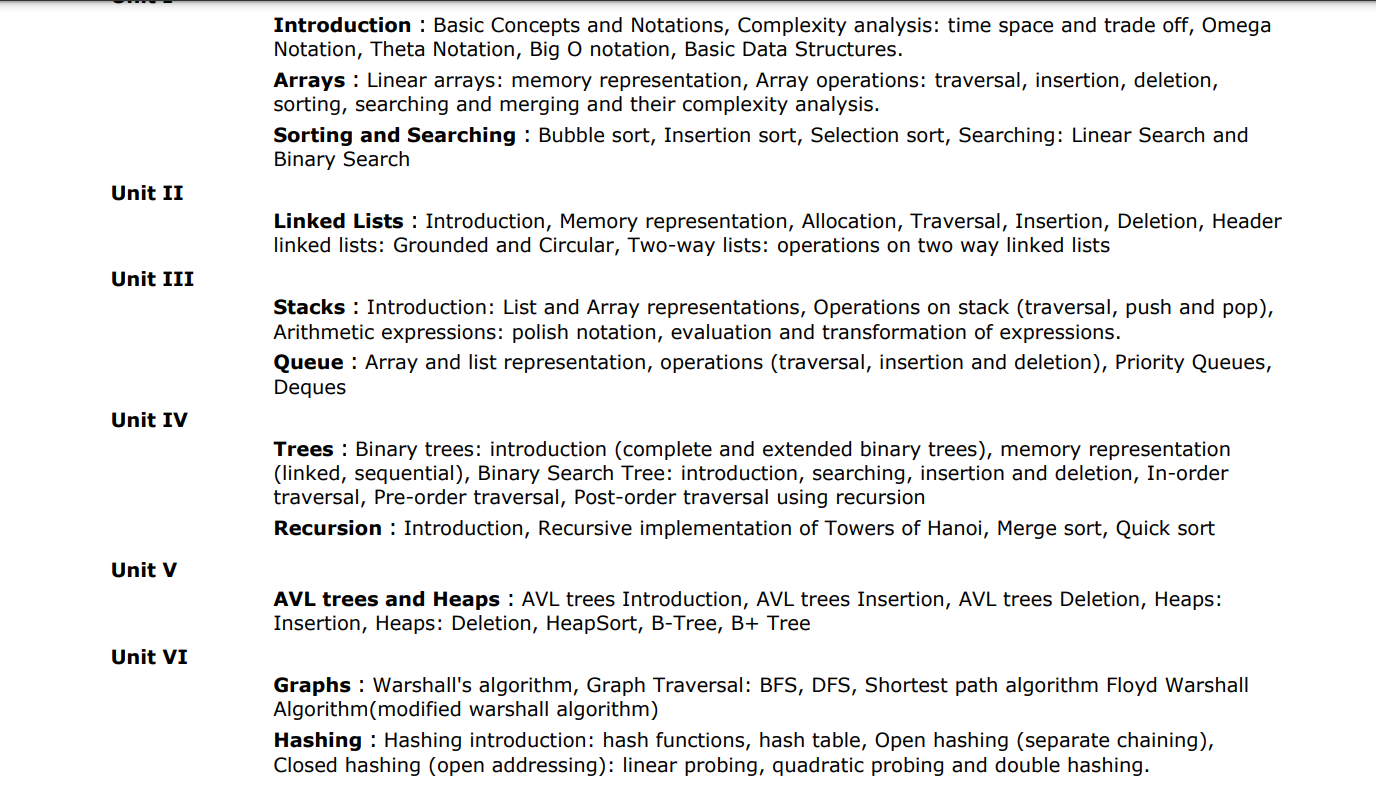 Introduction : Basic Concepts and Notations, Complexity analysis: time space and trade off, Omega
Notation, Theta Notation, Big O notation, Basic Data Structures.
Arrays : Linear arrays: memory representation, Array operations: traversal, insertion, deletion,
sorting, searching and merging and their complexity analysis.
Sorting and Searching : Bubble sort, Insertion sort, Selection sort, Searching: Linear Search and
Binary Search
Unit II
Linked Lists : Introduction, Memory representation, Allocation, Traversal, Insertion, Deletion, Header
linked lists: Grounded and Circular, Two-way lists: operations on two way linked lists
Unit III
Stacks : Introduction: List and Array representations, Operations on stack (traversal, push and pop),
Arithmetic expressions: polish notation, evaluation and transformation of expressions.
Queue : Array and list representation, operations (traversal, insertion and deletion), Priority Queues,
Deques
Unit IV
Trees : Binary trees: introduction (complete and extended binary trees), memory representation
(linked, sequential), Binary Search Tree: introduction, searching, insertion and deletion, In-order
traversal, Pre-order traversal, Post-order traversal using recursion
Recursion : Introduction, Recursive implementation of Towers of Hanoi, Merge sort, Quick sort
Unit V
AVL trees and Heaps : AVL trees Introduction, AVL trees Insertion, AVL trees Deletion, Heaps:
Insertion, Heaps: Deletion, HeapSort, B-Tree, B+ Tree
Unit VI
Graphs : Warshall's algorithm, Graph Traversal: BFS, DFS, Shortest path algorithm Floyd Warshall
Algorithm(modified warshall algorithm)
Hashing : Hashing introduction: hash functions, hash table, Open hashing (separate chaining),
Closed hashing (open addressing): linear probing, quadratic probing and double hashing.